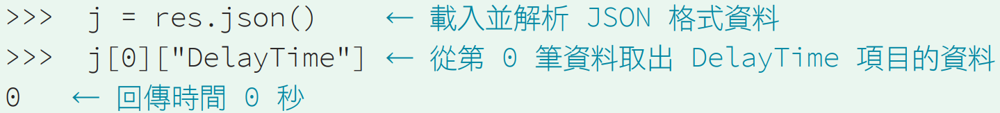 >>> j = res.json() ← 載入並解析 JSON 格式資料
>>> j[0]["DelayTime"] ← 從第 0 筆資料取出 DelayTime 項目的資料
0 ← 回傳時間 0 秒